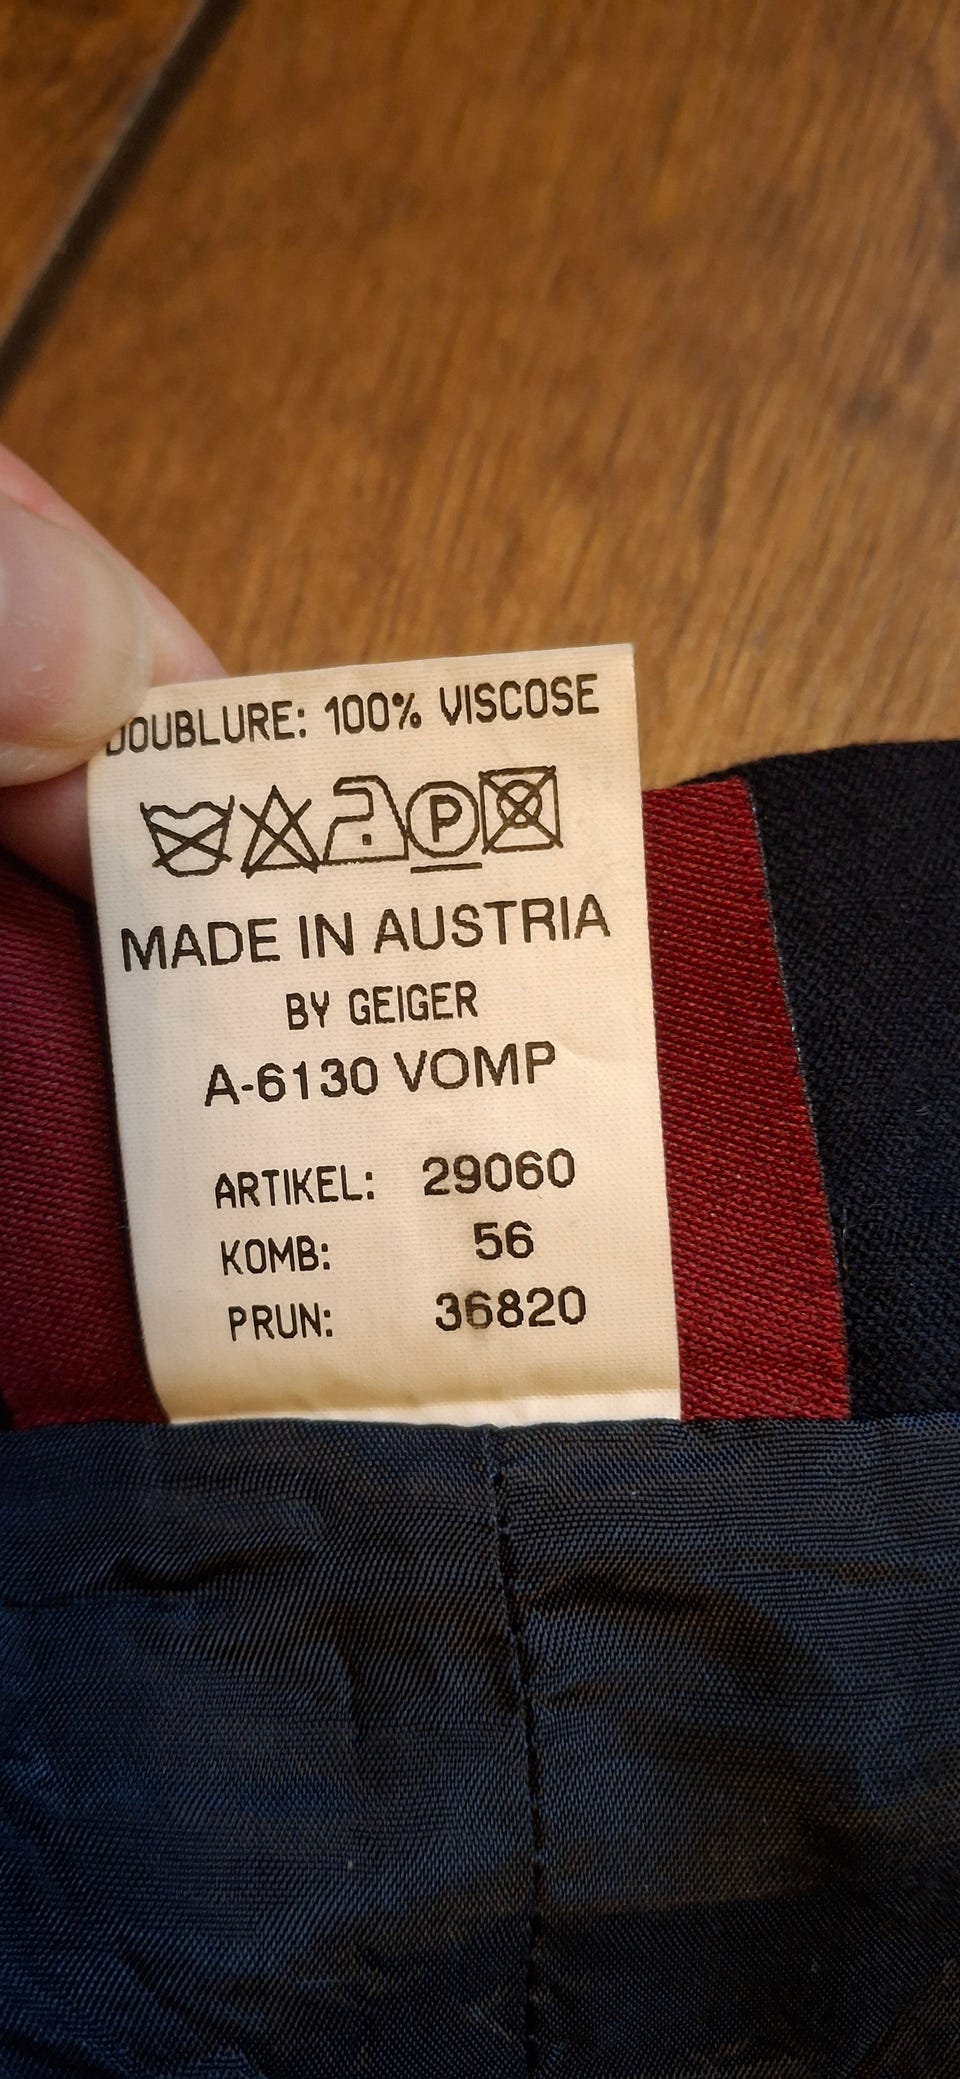 DOUBLURE: 100% VISCOSE
P
MADE IN AUSTRIA
BY GEIGER
A-6130 VOMP
ARTIKEL: 29060
KOMB: 56
PRUN: 36820